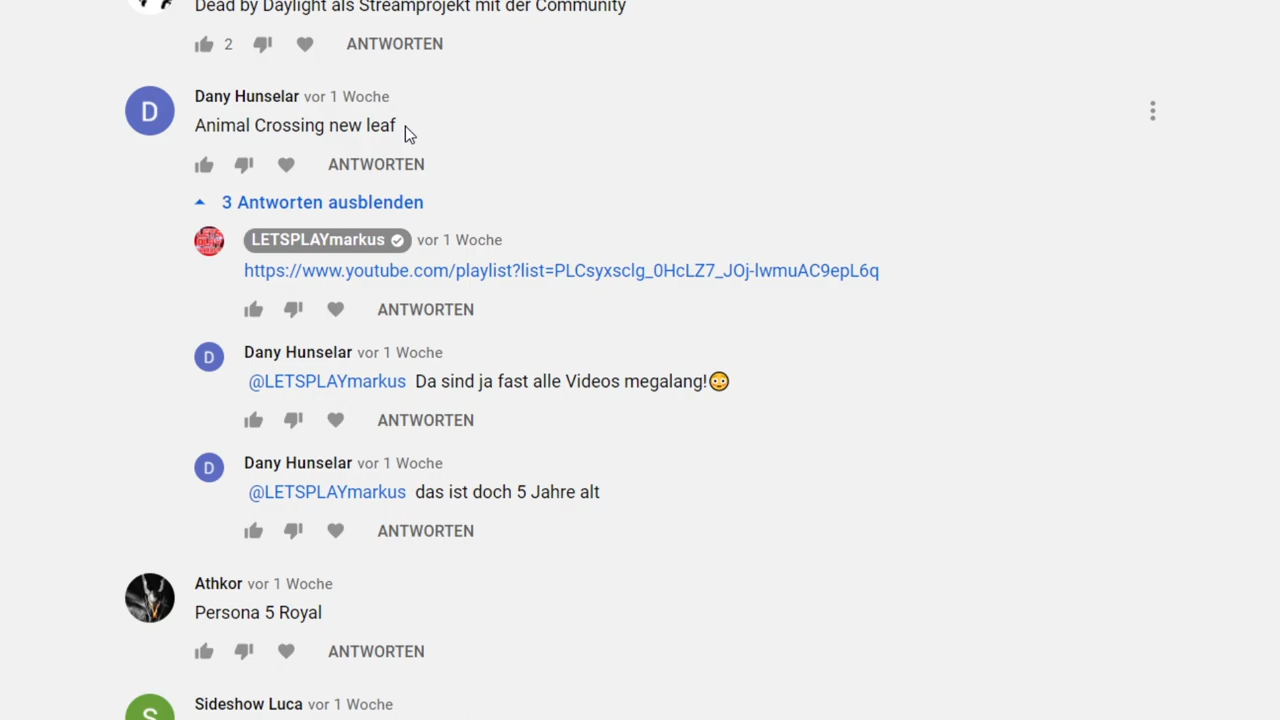 Dead by Daylight als Streamprojekt mit der Community
2 ANTWORTEN
D
Dany Hunselar vor 1 Woche
Animal Crossing new leaf
ANTWORTEN
3 Antworten ausblenden
LETSPLAYmarkus vor 1 Woche
https://www.youtube.com/playlist?list=PLCsyxsclg_0HcLZ7_JOj-lwmuAC9epL6q
ANTWORTEN
D
Dany Hunselar vor 1 Woche
@LETSPLAYmarkus Da sind ja fast alle Videos megalang!😳
ANTWORTEN
D
Dany Hunselar vor 1 Woche
@LETSPLAYmarkus das ist doch 5 Jahre alt
ANTWORTEN
Athkor vor 1 Woche
Persona 5 Royal
ANTWORTEN
S
Sideshow Luca vor 1 Woche